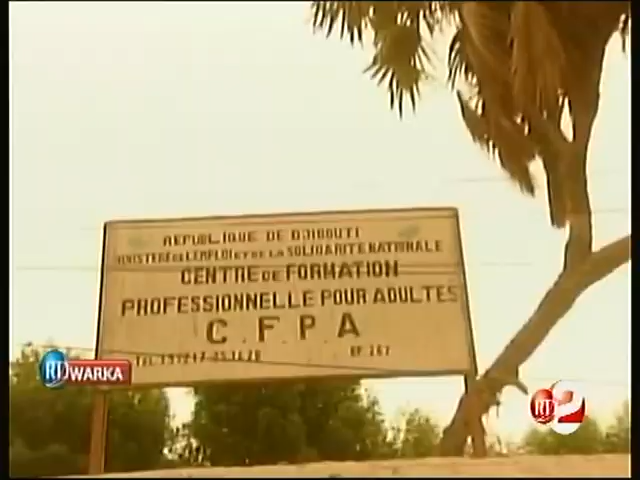 REPUBLIQUE DE DJIBOUTI
MINISTERE DE L'EMPLOI ET DE LA SOLIDARITE NATIONALE
CENTRE DE FORMATION
PROFESSIONNELLE POUR ADULTES
C.F.P.A
TEL BP 267
RTD WARKA
RTD 2